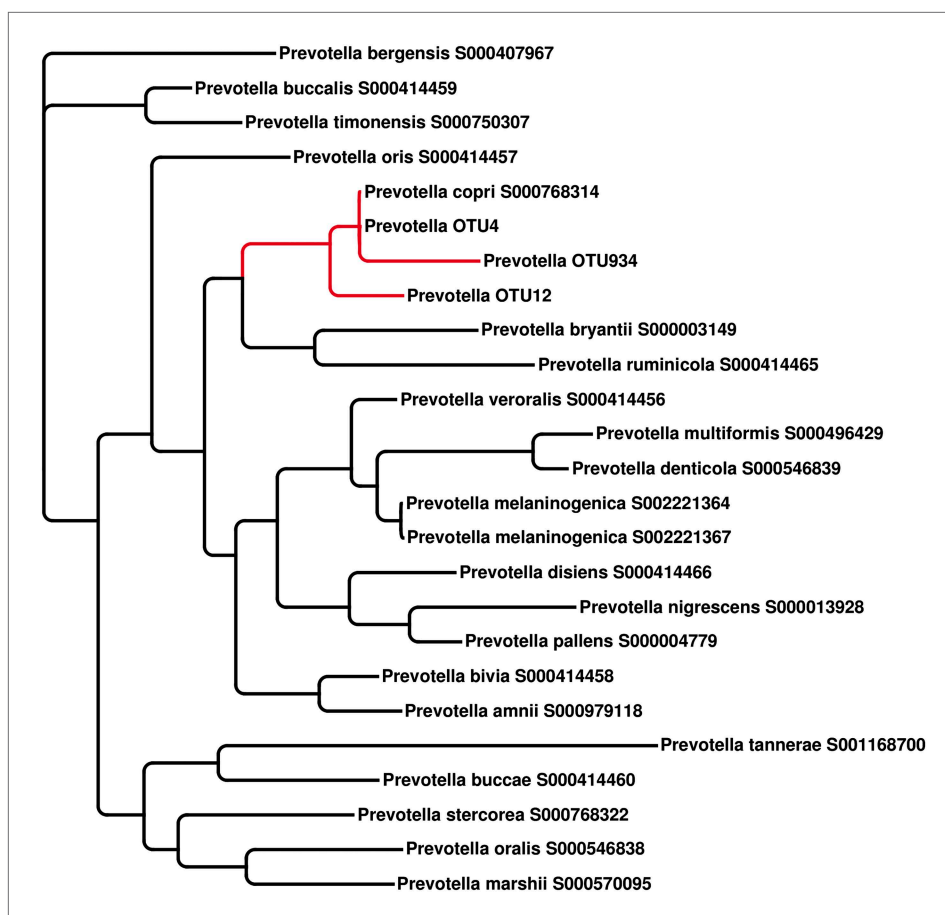 Prevotella bergensis S000407967
Prevotella buccalis S000414459
Prevotella timonensis S000750307
Prevotella oris S000414457
Prevotella copri S000768314
Prevotella OTU4
Prevotella OTU934
Prevotella OTU12
Prevotella bryantii S000003149
Prevotella ruminicola S000414465
Prevotella veroralis S000414456
Prevotella multiformis S000496429
Prevotella denticola S000546839
Prevotella melaninogenica S002221364
Prevotella melaninogenica S002221367
Prevotella disiens S000414466
Prevotella nigrescens S000013928
Prevotella pallens S000004779
Prevotella bivia S000414458
Prevotella amnii S000979118
Prevotella tannerae S001168700
Prevotella buccae S000414460
Prevotella stercorea S000768322
Prevotella oralis S000546838
Prevotella marshii S000570095